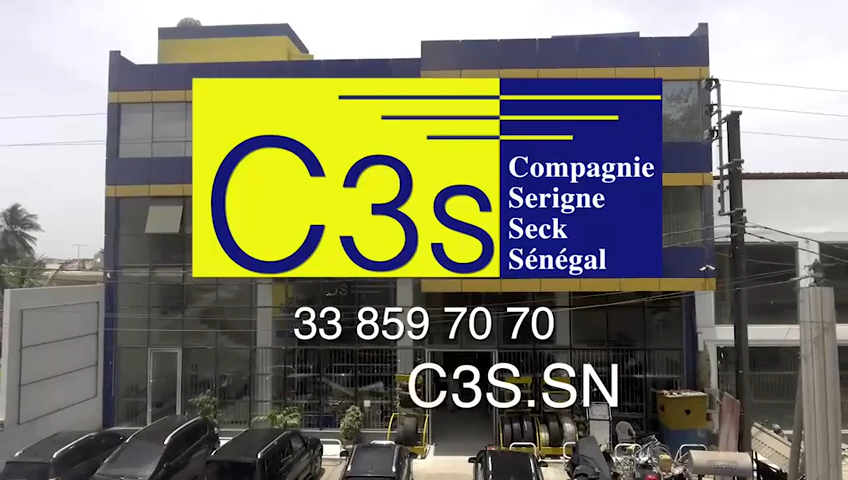 C3s
Compagnie
Serigne
Seck
Sénégal
33 859 70 70
C3S.SN